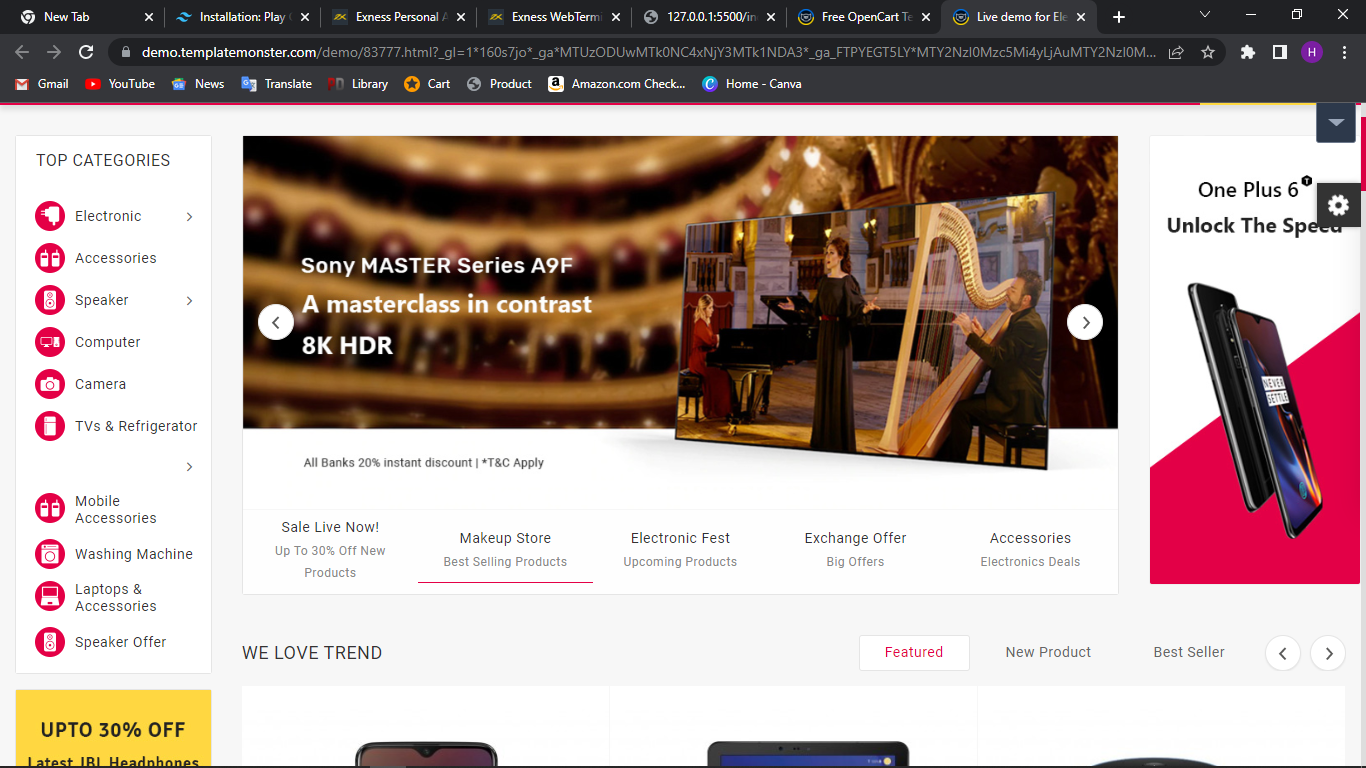 New Tab
Installation: Play
Exness Personal A
Exness WebTermi
127.0.0.1:5500/in
Free OpenCart Te
Live demo for Ele
demo.templatemonster.com/demo/83777.html?_gl=1*160s7jo*_ga*MTUzODUwMTk0NC4xNjY3MTk1NDA3*_ga_FTPYEGT5LY*MTY2NzI0Mzc5Mi4yLjAuMTY2NzI0M...
H
Gmail
YouTube
News
Translate
Library
Cart
Product
Amazon.com Check...
Home - Canva
TOP CATEGORIES
Electronic
Accessories
Speaker
Computer
Camera
TVs & Refrigerator
Mobile
Accessories
Washing Machine
Laptops &
Accessories
Speaker Offer
UPTO 30% OFF
Latest JBL Headphones
Sony MASTER Series A9F
A masterclass in contrast
8K HDR
All Banks 20% instant discount | *T&C Apply
Sale Live Now!
Up To 30% Off New
Products
Makeup Store
Best Selling Products
Electronic Fest
Upcoming Products
Exchange Offer
Big Offers
Accessories
Electronics Deals
One Plus 6 T
Unlock The Speed
NEVER
SETTLE
WE LOVE TREND
Featured
New Product
Best Seller